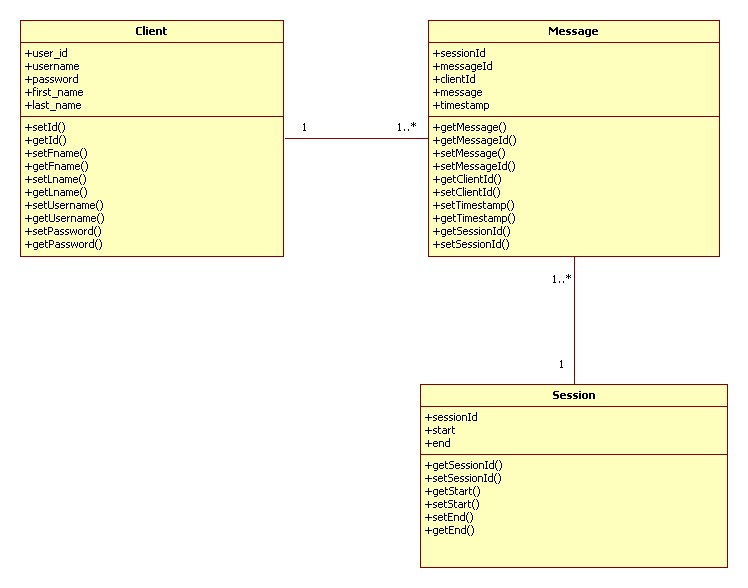 Client
+user_id
+username
+password
+first_name
+last_name
+setId()
+getId()
+setFname()
+getFname()
+setLname()
+getLname()
+setUsername()
+getUsername()
+setPassword()
+getPassword()
1
1..*
Message
+sessionId
+messageId
+clientId
+message
+timestamp
+getMessage()
+getMessageId()
+setMessage()
+setMessageId()
+getClientId()
+setClientId()
+setTimestamp()
+getTimestamp()
+getSessionId()
+setSessionId()
1..*
1
Session
+sessionId
+start
+end
+getSessionId()
+setSessionId()
+getStart()
+setStart()
+setEnd()
+getEnd()